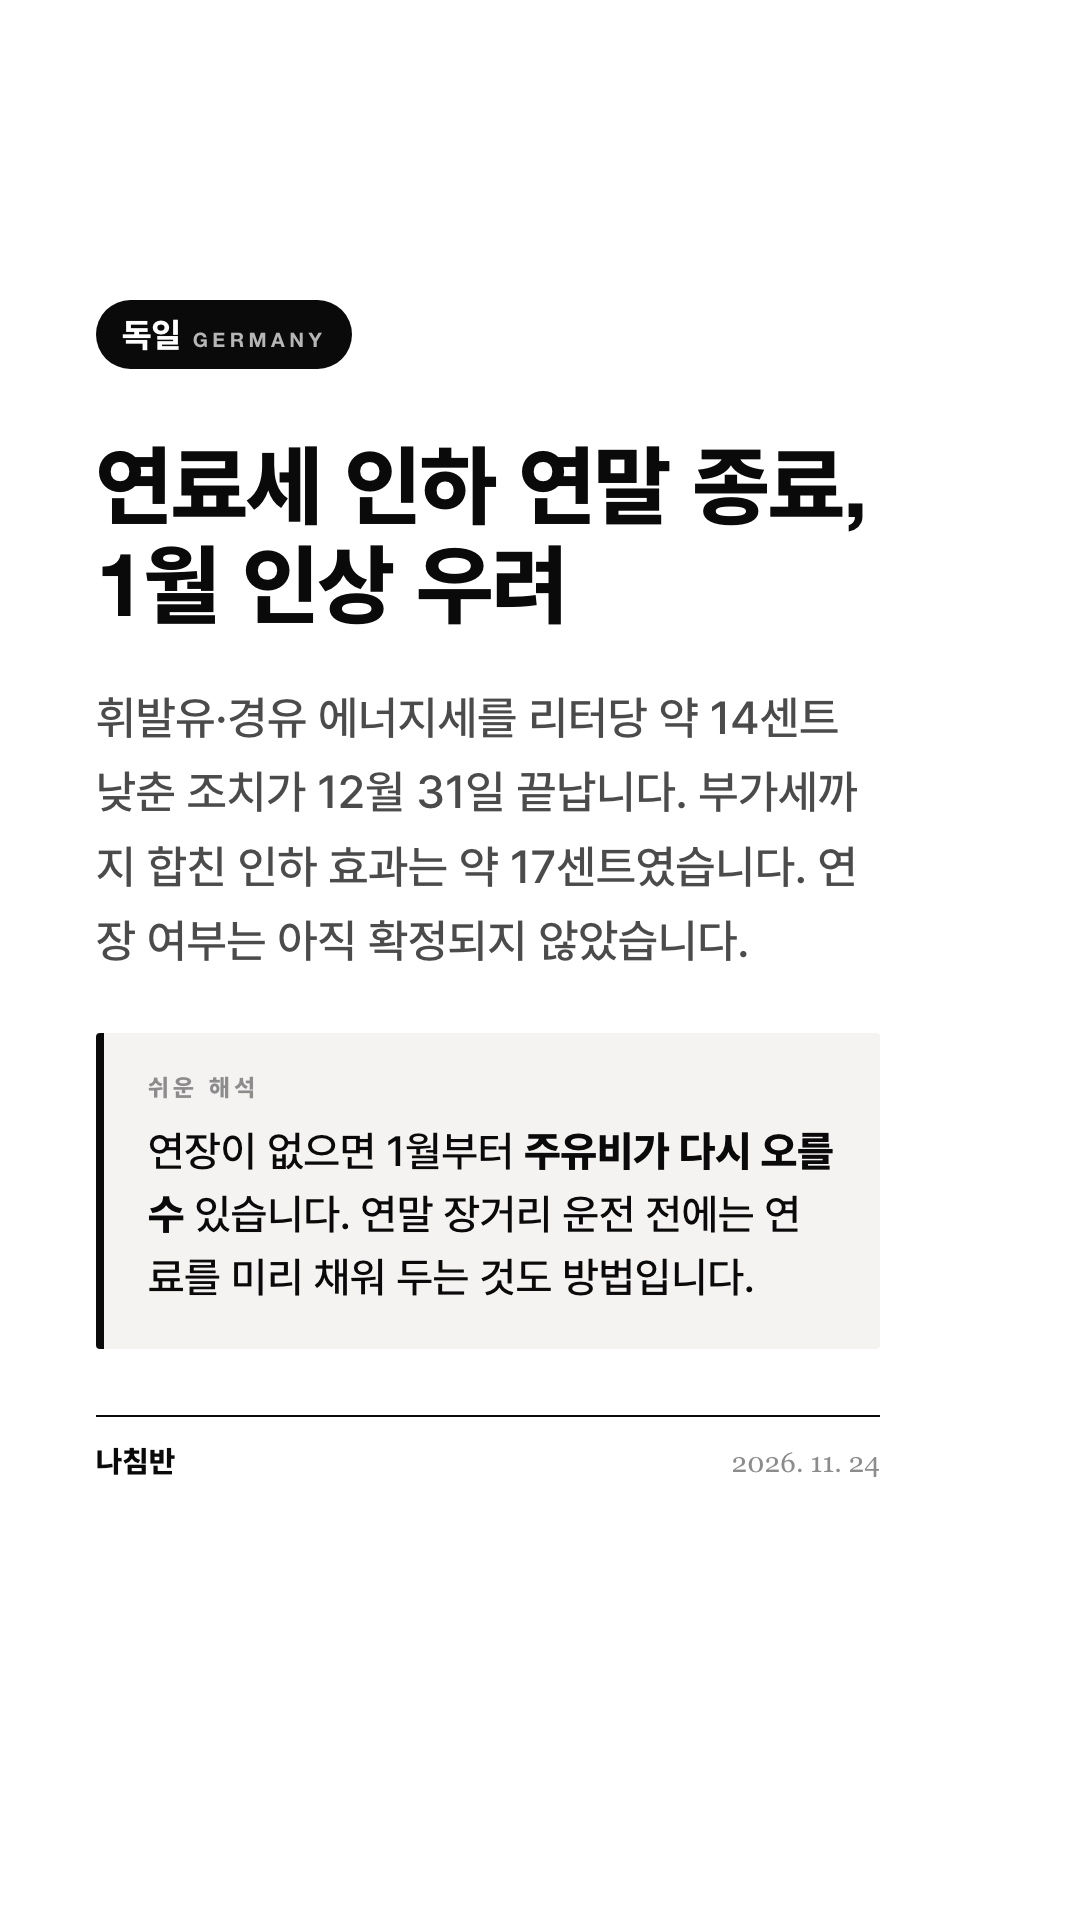 독일 GERMANY
연료세 인하 연말 종료,
1월 인상 우려
휘발유·경유 에너지세를 리터당 약 14센트
낮춘 조치가 12월 31일 끝납니다. 부가세까
지 합친 인하 효과는 약 17센트였습니다. 연
장 여부는 아직 확정되지 않았습니다.
쉬운 해석
연장이 없으면 1월부터 주유비가 다시 오를
수 있습니다. 연말 장거리 운전 전에는 연
료를 미리 채워 두는 것도 방법입니다.
나침반
2026. 11. 24